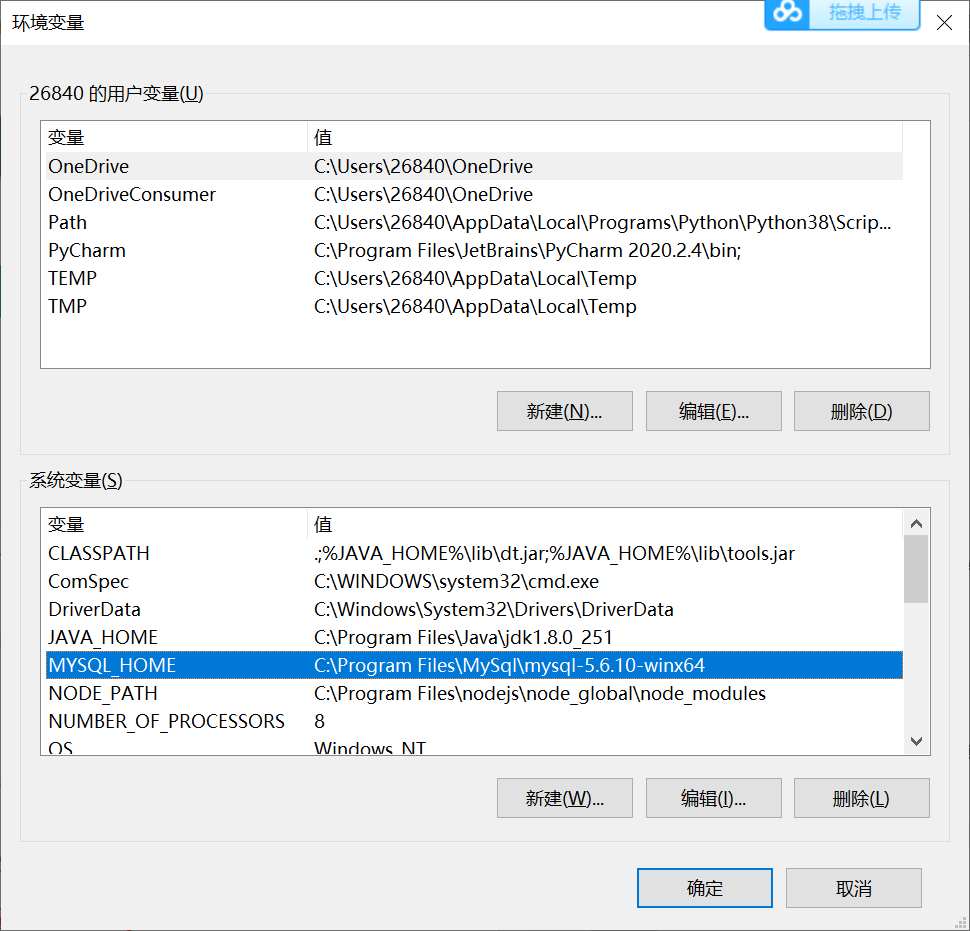 环境变量
拖拽上传
26840 的用户变量(U)
变量 值
OneDrive C:\Users\26840\OneDrive
OneDriveConsumer C:\Users\26840\OneDrive
Path C:\Users\26840\AppData\Local\Programs\Python\Python38\Scrip...
PyCharm C:\Program Files\JetBrains\PyCharm 2020.2.4\bin;
TEMP C:\Users\26840\AppData\Local\Temp
TMP C:\Users\26840\AppData\Local\Temp
新建(N)... 编辑(E)... 删除(D)
系统变量(S)
变量 值
CLASSPATH .;%JAVA_HOME%\lib\dt.jar;%JAVA_HOME%\lib\tools.jar
ComSpec C:\WINDOWS\system32\cmd.exe
DriverData C:\Windows\System32\Drivers\DriverData
JAVA_HOME C:\Program Files\Java\jdk1.8.0_251
MYSQL_HOME C:\Program Files\MySql\mysql-5.6.10-winx64
NODE_PATH C:\Program Files\nodejs\node_global\node_modules
NUMBER_OF_PROCESSORS 8
OS Windows_NT
新建(W)... 编辑(I)... 删除(L)
确定 取消